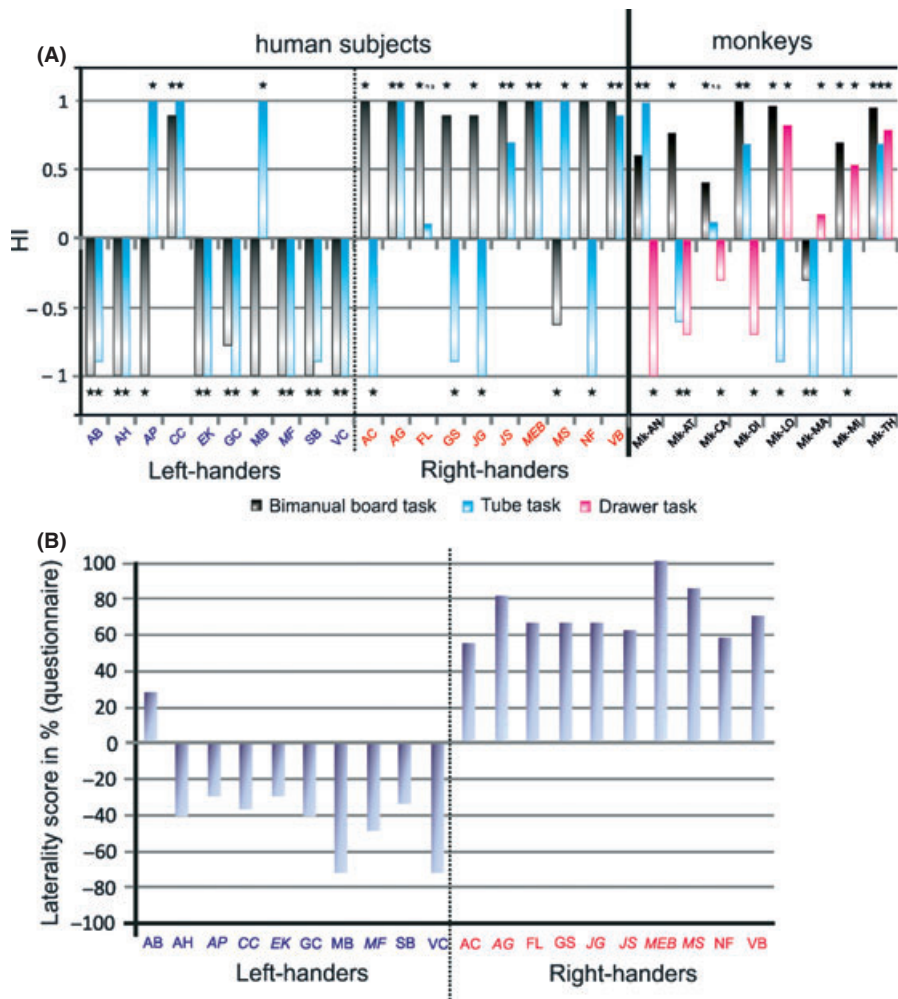 (A)
human subjects
monkeys
★ ★★ ★ ★ ★★ ★ n.s ★ ★ ★★ ★★ ★ ★ ★★ ★★ ★ ★ n.s ★★ ★ ★ ★ ★ ★ ★★★
1
0.5
0
– 0.5
– 1
HI
★★ ★★ ★ ★★ ★★ ★ ★★ ★★ ★★ ★ ★ ★ ★ ★ ★★ ★ ★ ★ ★★ ★
AB AH AP CC EK GC MB MF SB VC AC AG FL GS JG JS MEB MS NF VB Mk-AN Mk-AT Mk-CA Mk-DI Mk-LO Mk-MA Mk-MI Mk-TH
Left-handers Right-handers
Bimanual board task Tube task Drawer task
(B)
100
80
60
40
20
0
–20
–40
–60
–80
–100
Laterality score in % (questionnaire)
AB AH AP CC EK GC MB MF SB VC AC AG FL GS JG JS MEB MS NF VB
Left-handers Right-handers